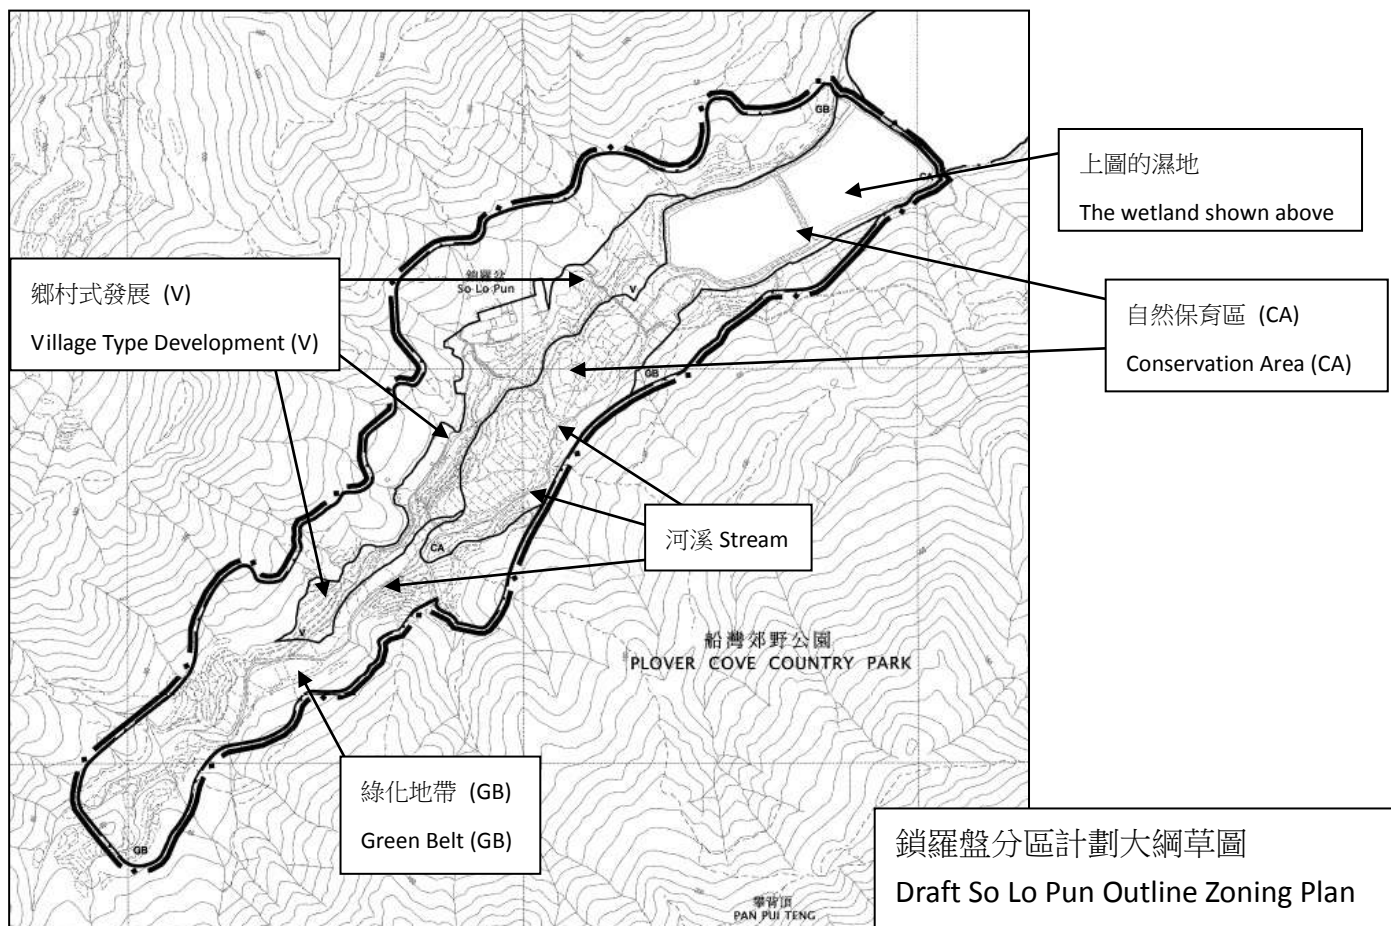 GB
CA
上圖的濕地
The wetland shown above
鄉村式發展 (V)
Village Type Development (V)
鎖羅盆
So Lo Pun
V
自然保育區 (CA)
Conservation Area (CA)
GB
河溪 Stream
CA
V
船灣郊野公園
PLOVER COVE COUNTRY PARK
綠化地帶 (GB)
Green Belt (GB)
GB
鎖羅盤分區計劃大綱草圖
Draft So Lo Pun Outline Zoning Plan
攀背頂
PAN PUI TENG